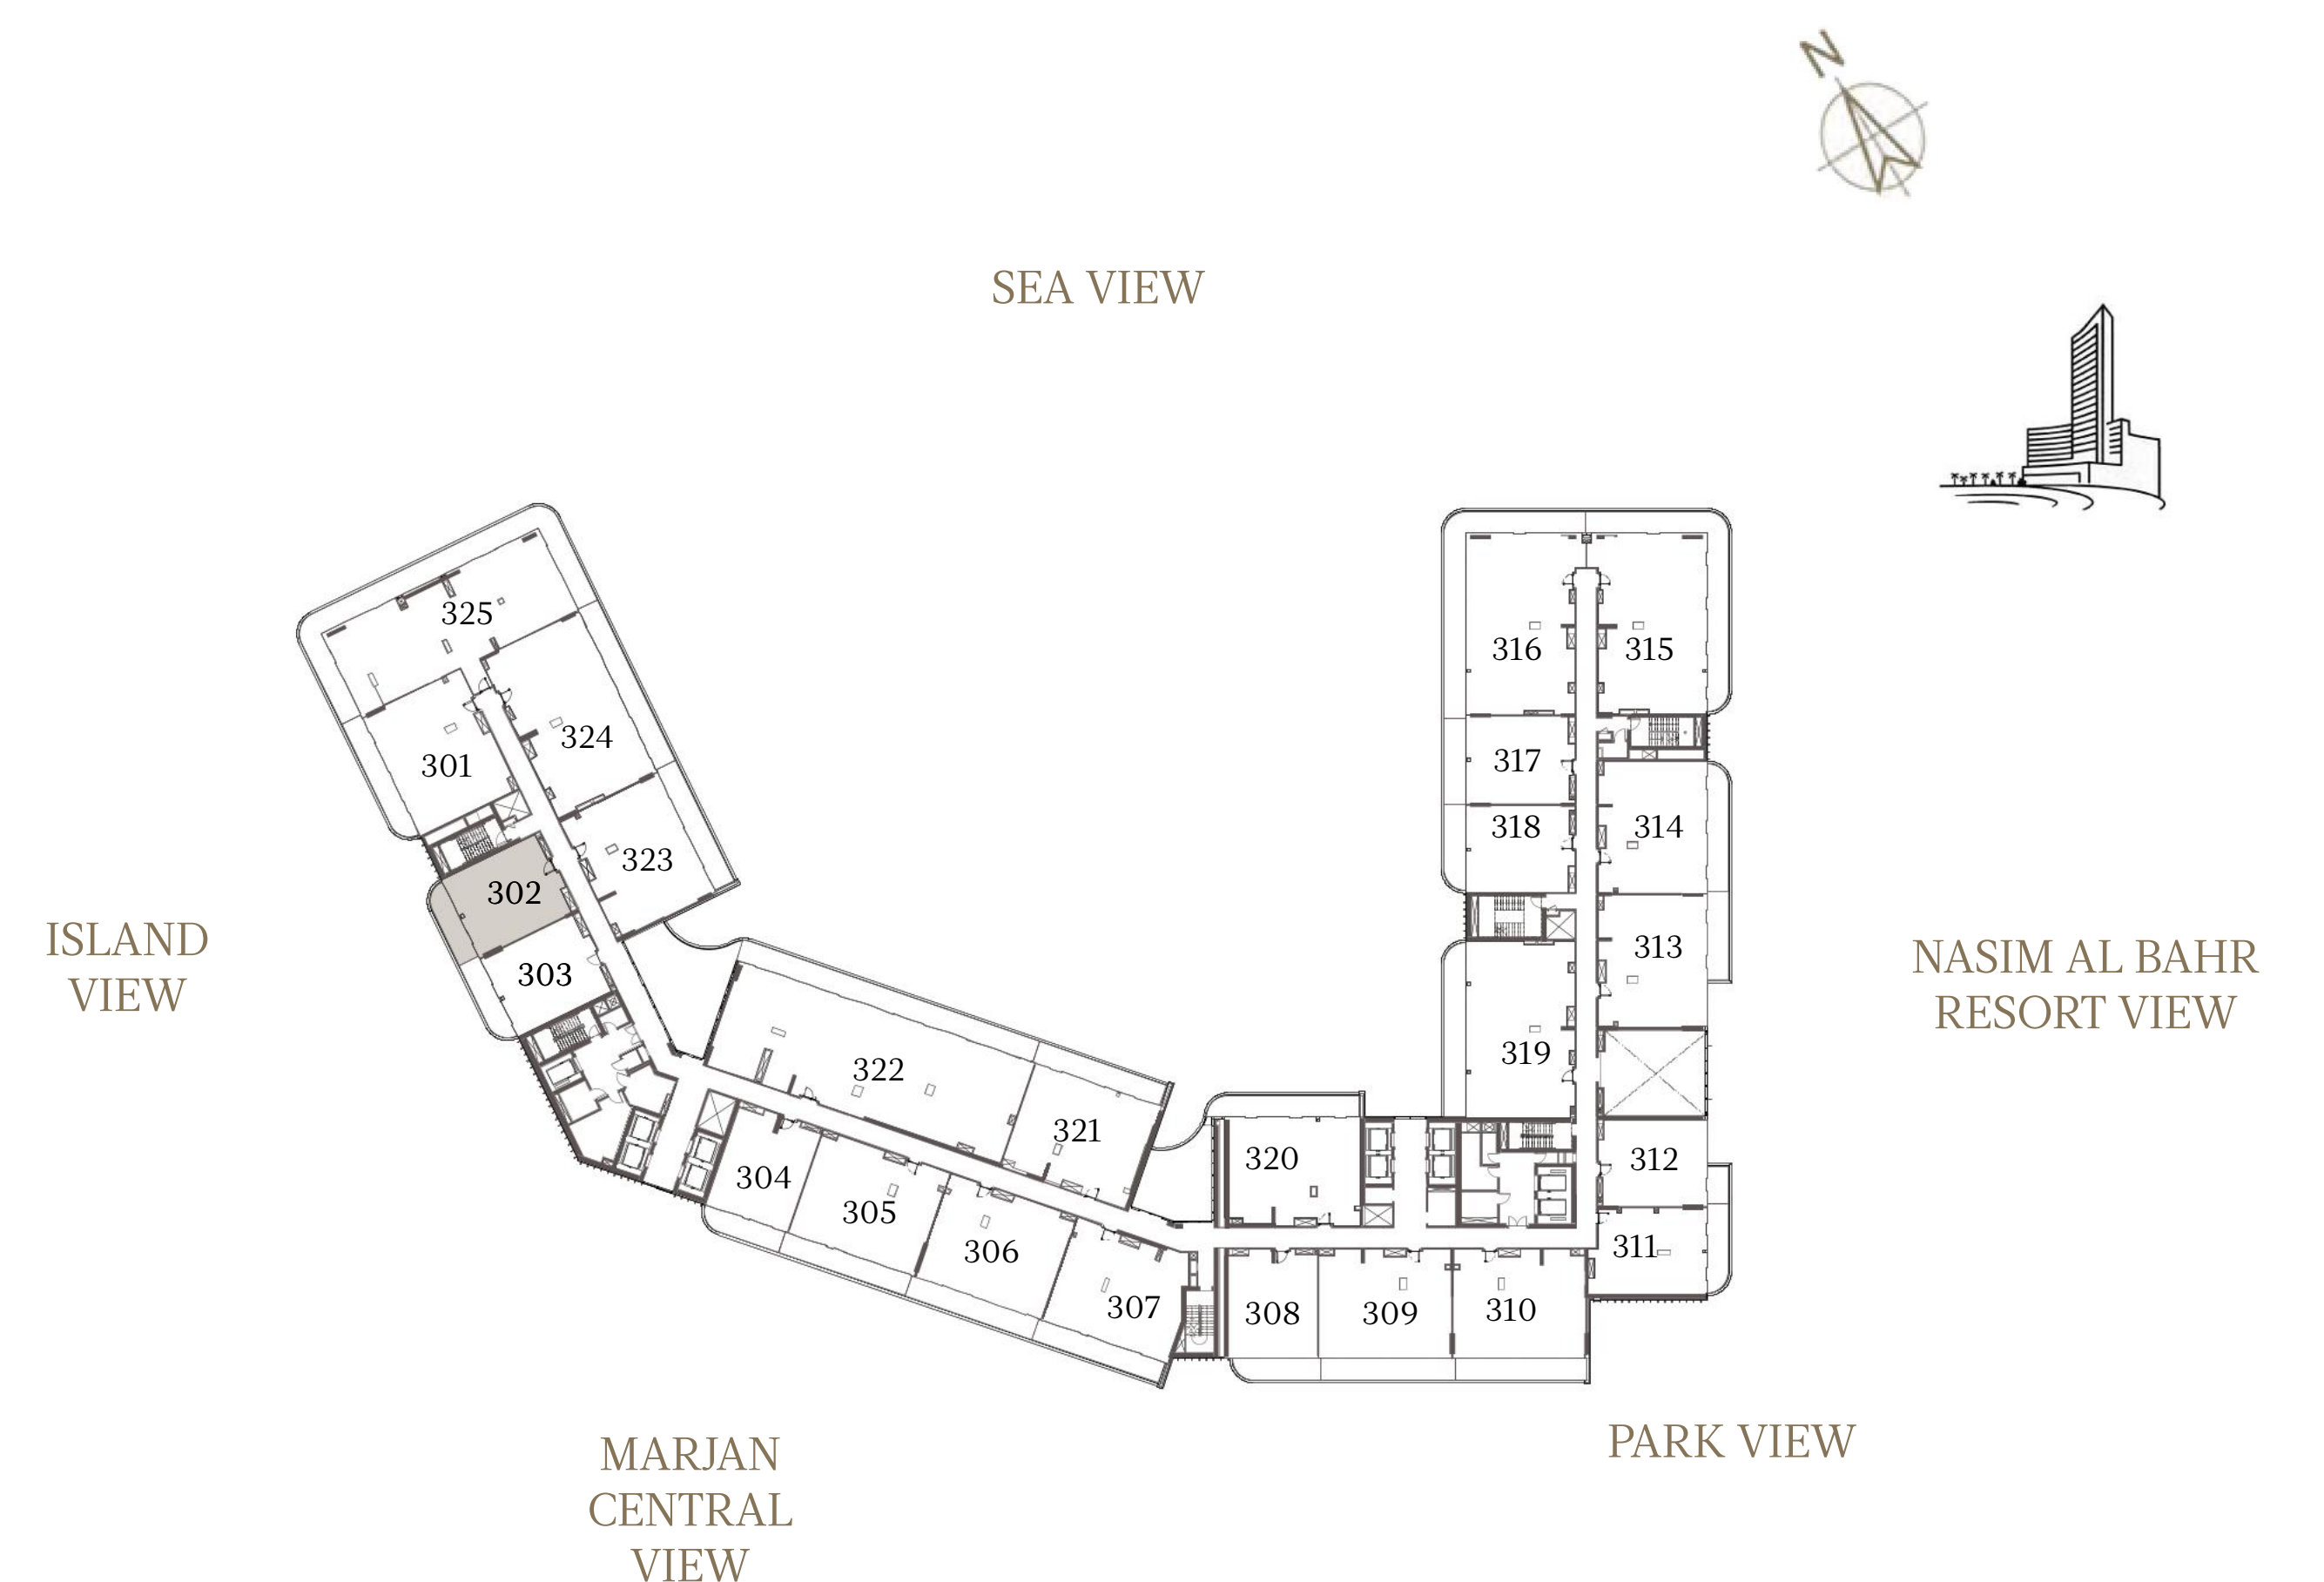 N
SEA VIEW
325
316
315
324
317
301
318
314
323
302
ISLAND
VIEW
313
NASIM AL BAHR
RESORT VIEW
303
319
322
321
320
312
304
305
311
306
307
308
309
310
PARK VIEW
MARJAN
CENTRAL
VIEW